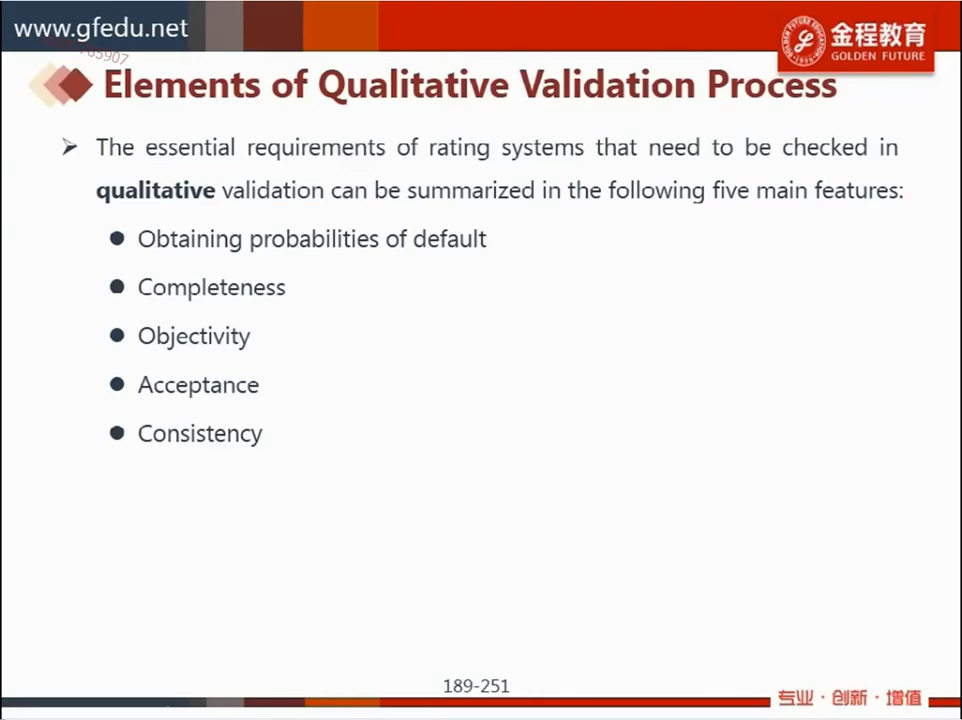 www.gfedu.net
金程教育
GOLDEN FUTURE
Elements of Qualitative Validation Process
➢ The essential requirements of rating systems that need to be checked in
qualitative validation can be summarized in the following five main features:
● Obtaining probabilities of default
● Completeness
● Objectivity
● Acceptance
● Consistency
189-251
专业·创新·增值